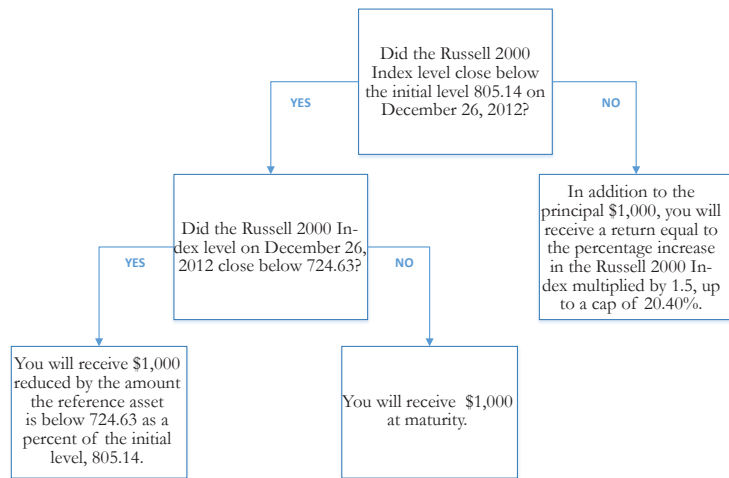 Did the Russell 2000
Index level close below
the initial level 805.14 on
December 26, 2012?
YES
NO
Did the Russell 2000 In-
dex level on December 26,
2012 close below 724.63?
In addition to the
principal $1,000, you will
receive a return equal to
the percentage increase
in the Russell 2000 In-
dex multiplied by 1.5, up
to a cap of 20.40%.
YES
NO
You will receive $1,000
reduced by the amount
the reference asset
is below 724.63 as a
percent of the initial
level, 805.14.
You will receive $1,000
at maturity.